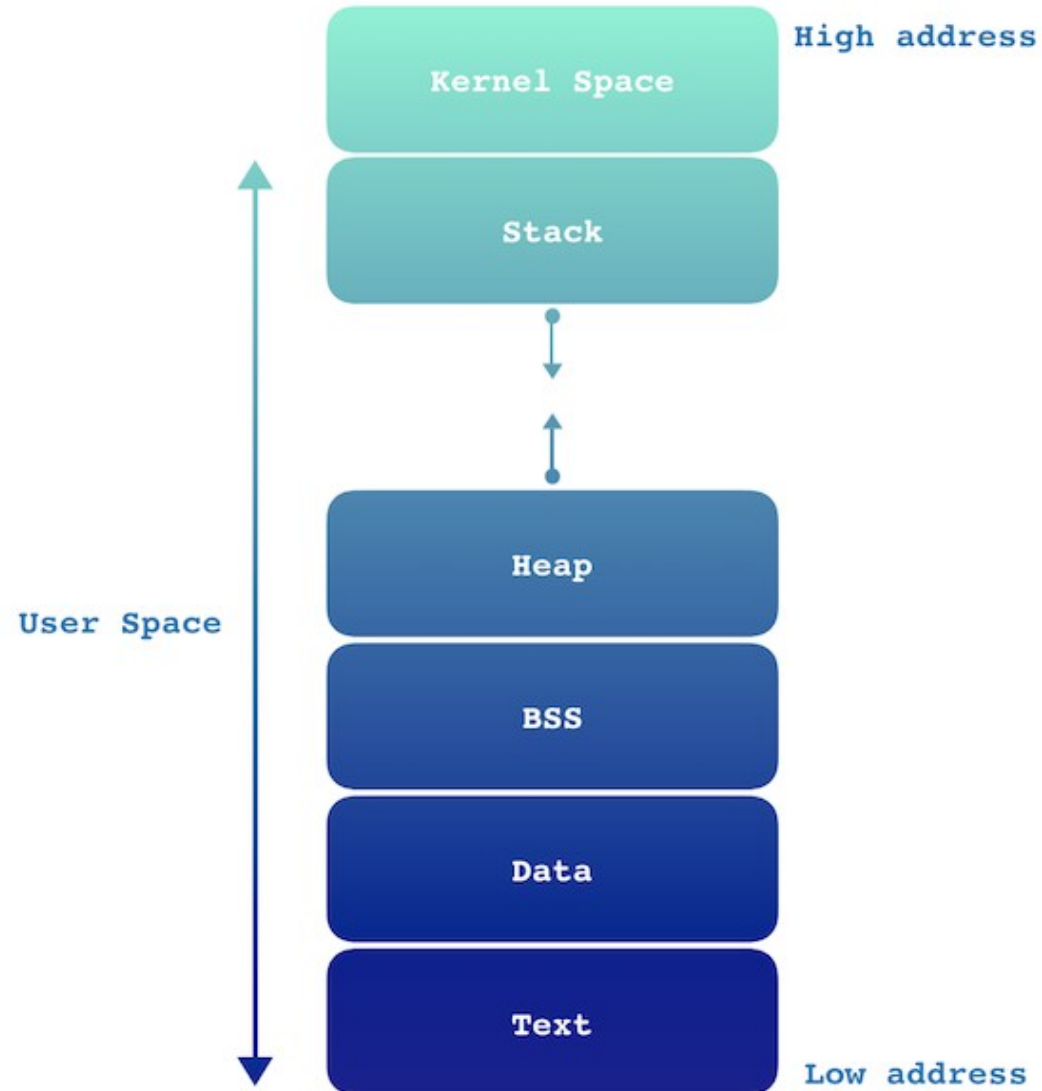 High address
Kernel Space
Stack
Heap
User Space
BSS
Data
Text
Low address